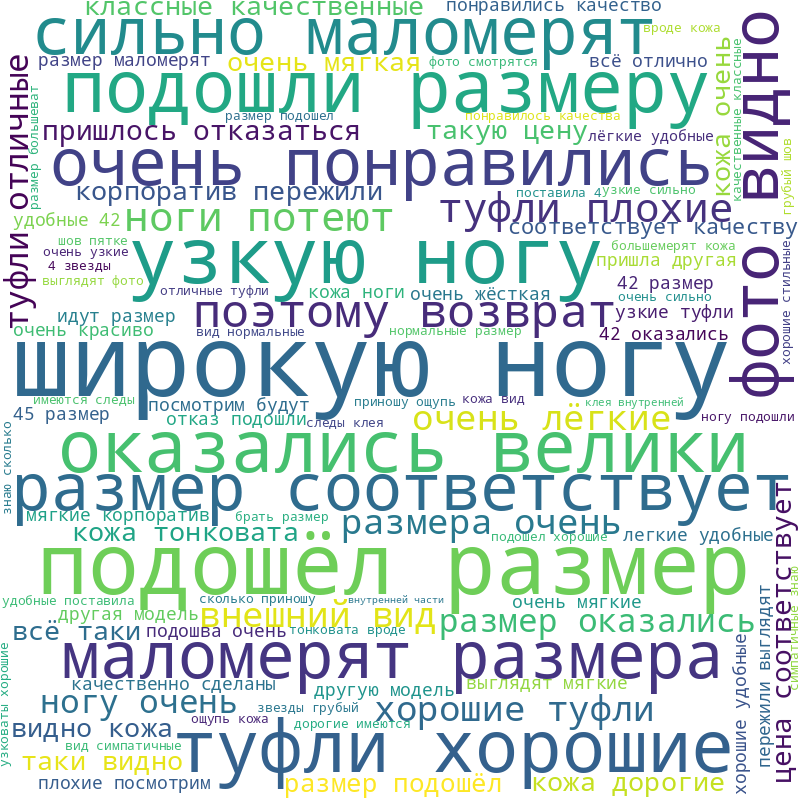 классные качественные
понравились качество
сильно маломерят
вроде кожа
размер маломерят
очень мягкая
фото смотрятся
всё отлично
подошли размеру
размер подошел
понравилось качества
пришлось отказаться
такую цену
лёгкие удобные
очень понравились
корпоратив пережили
поставила 4
узкие сильно
туфли плохие
удобные 42
ноги потеют
соответствует качеству
шов пятке
узкую ногу
большемерят кожа
очень узкие
пришла другая
4 звезды
выглядят фото
отличные туфли
кожа ноги
очень жёсткая
42 размер
очень сильно
поэтому возврат
узкие туфли
идут размер
очень красиво
вид нормальные
нормальные размер
42 оказались
широкую ногу
имеются следы
посмотрим будут
приношу ощупь
кожа вид
клея внутренней
45 размер
отказ подошли
следы клея
очень лёгкие
ногу подошли
оказались велики
размер соответствует
мягкие корпоратив
брать размер
размера очень
кожа тонковата
подошел хорошие
легкие удобные
подошёл размер
удобные поставила
сколько приношу
внутренней части
очень мягкие
другая модель
внешний вид
размер оказались
всё таки
подошва очень
тонковата вроде
маломерят размера
качественно сделаны
другую модель
выглядят мягкие
ногу очень
звезды грубый
хорошие туфли
видно кожа
ощупь кожа
дорогие имеются
туфли хорошие
вид симпатичные
таки видно
плохие посмотрим
размер подошёл
кожа дорогие
туфли отличные
размер большеват
знаю сколько
узковаты хорошие
кожа очень
качественные классные
фото видно
грубый шов
хорошие стильные
цена соответствует
симпатичные знаю
пережили выглядят
хорошие удобные